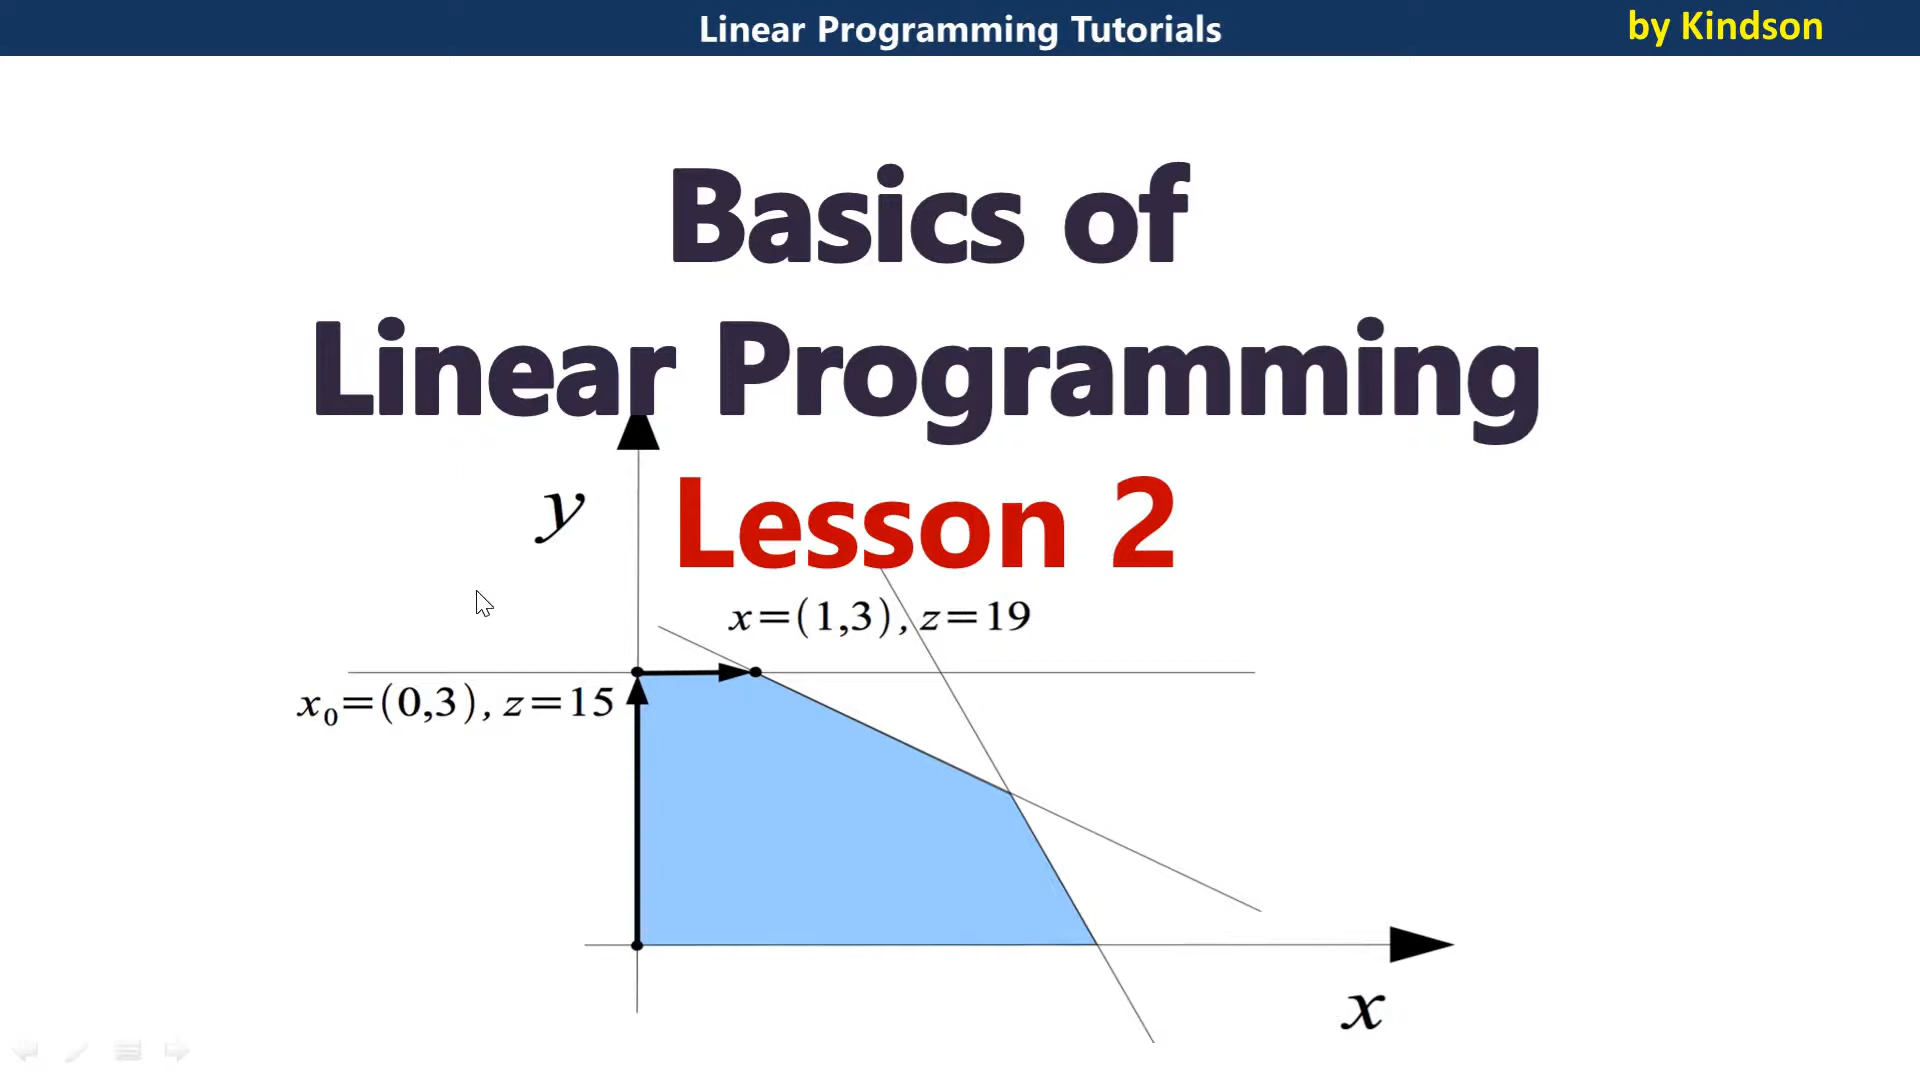 Linear Programming Tutorials
by Kindson
Basics of
Linear Programming
Lesson 2
y
x=(1,3), z=19
x₀=(0,3), z=15
x